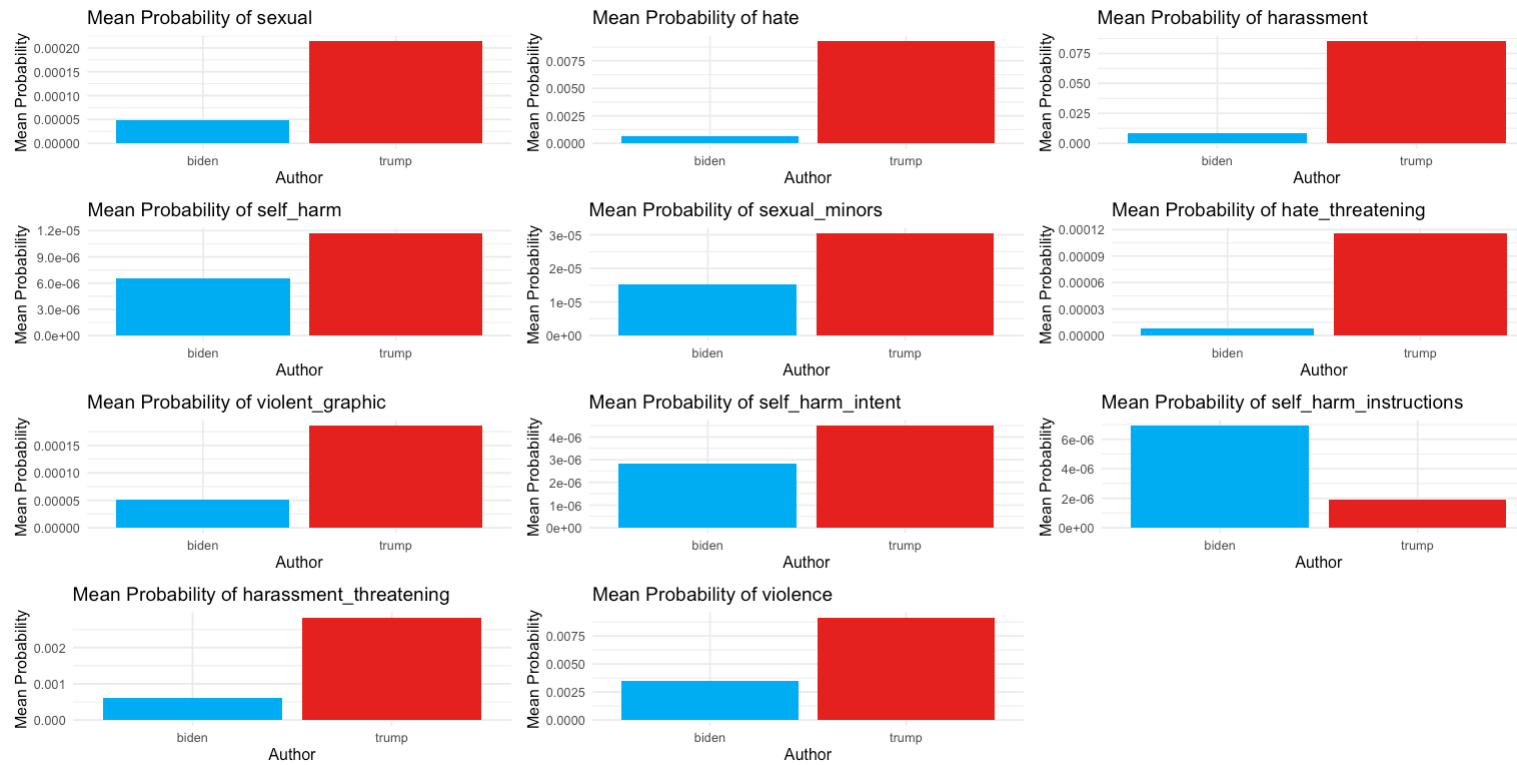 Mean Probability of sexual
Mean Probability
0.00020
0.00015
0.00010
0.00005
0.00000
biden
trump
Author
Mean Probability of hate
Mean Probability
0.0075
0.0050
0.0025
0.0000
biden
trump
Author
Mean Probability of harassment
Mean Probability
0.075
0.050
0.025
0.000
biden
trump
Author
Mean Probability of self_harm
Mean Probability
1.2e-05
9.0e-06
6.0e-06
3.0e-06
0.0e+00
biden
trump
Author
Mean Probability of sexual_minors
Mean Probability
3e-05
2e-05
1e-05
0e+00
biden
trump
Author
Mean Probability of hate_threatening
Mean Probability
0.00012
0.00009
0.00006
0.00003
0.00000
biden
trump
Author
Mean Probability of violent_graphic
Mean Probability
0.00015
0.00010
0.00005
0.00000
biden
trump
Author
Mean Probability of self_harm_intent
Mean Probability
4e-06
3e-06
2e-06
1e-06
0e+00
biden
trump
Author
Mean Probability of self_harm_instructions
Mean Probability
6e-06
4e-06
2e-06
0e+00
biden
trump
Author
Mean Probability of harassment_threatening
Mean Probability
0.002
0.001
0.000
biden
trump
Author
Mean Probability of violence
Mean Probability
0.0075
0.0050
0.0025
0.0000
biden
trump
Author